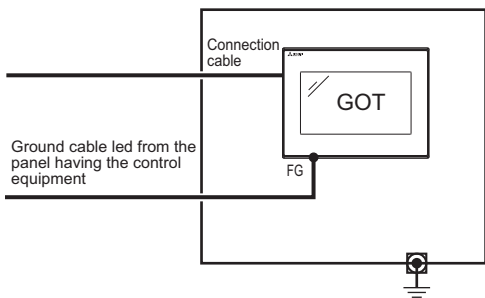 Connection
cable
GOT
Ground cable led from the
panel having the control
equipment
FG